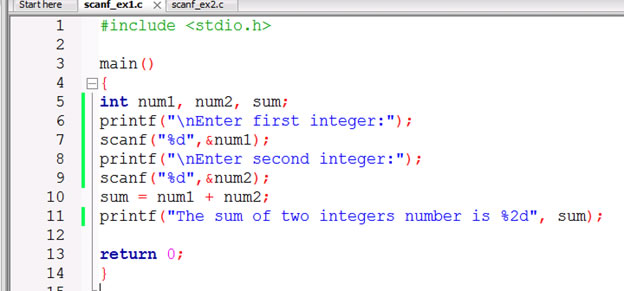 Start here scanf_ex1.c × scanf_ex2.c
1 #include <stdio.h>
2
3 main()
4 {
5 int num1, num2, sum;
6 printf("\nEnter first integer:");
7 scanf("%d",&num1);
8 printf("\nEnter second integer:");
9 scanf("%d",&num2);
10 sum = num1 + num2;
11 printf("The sum of two integers number is %2d", sum);
12
13 return 0;
14 }
15